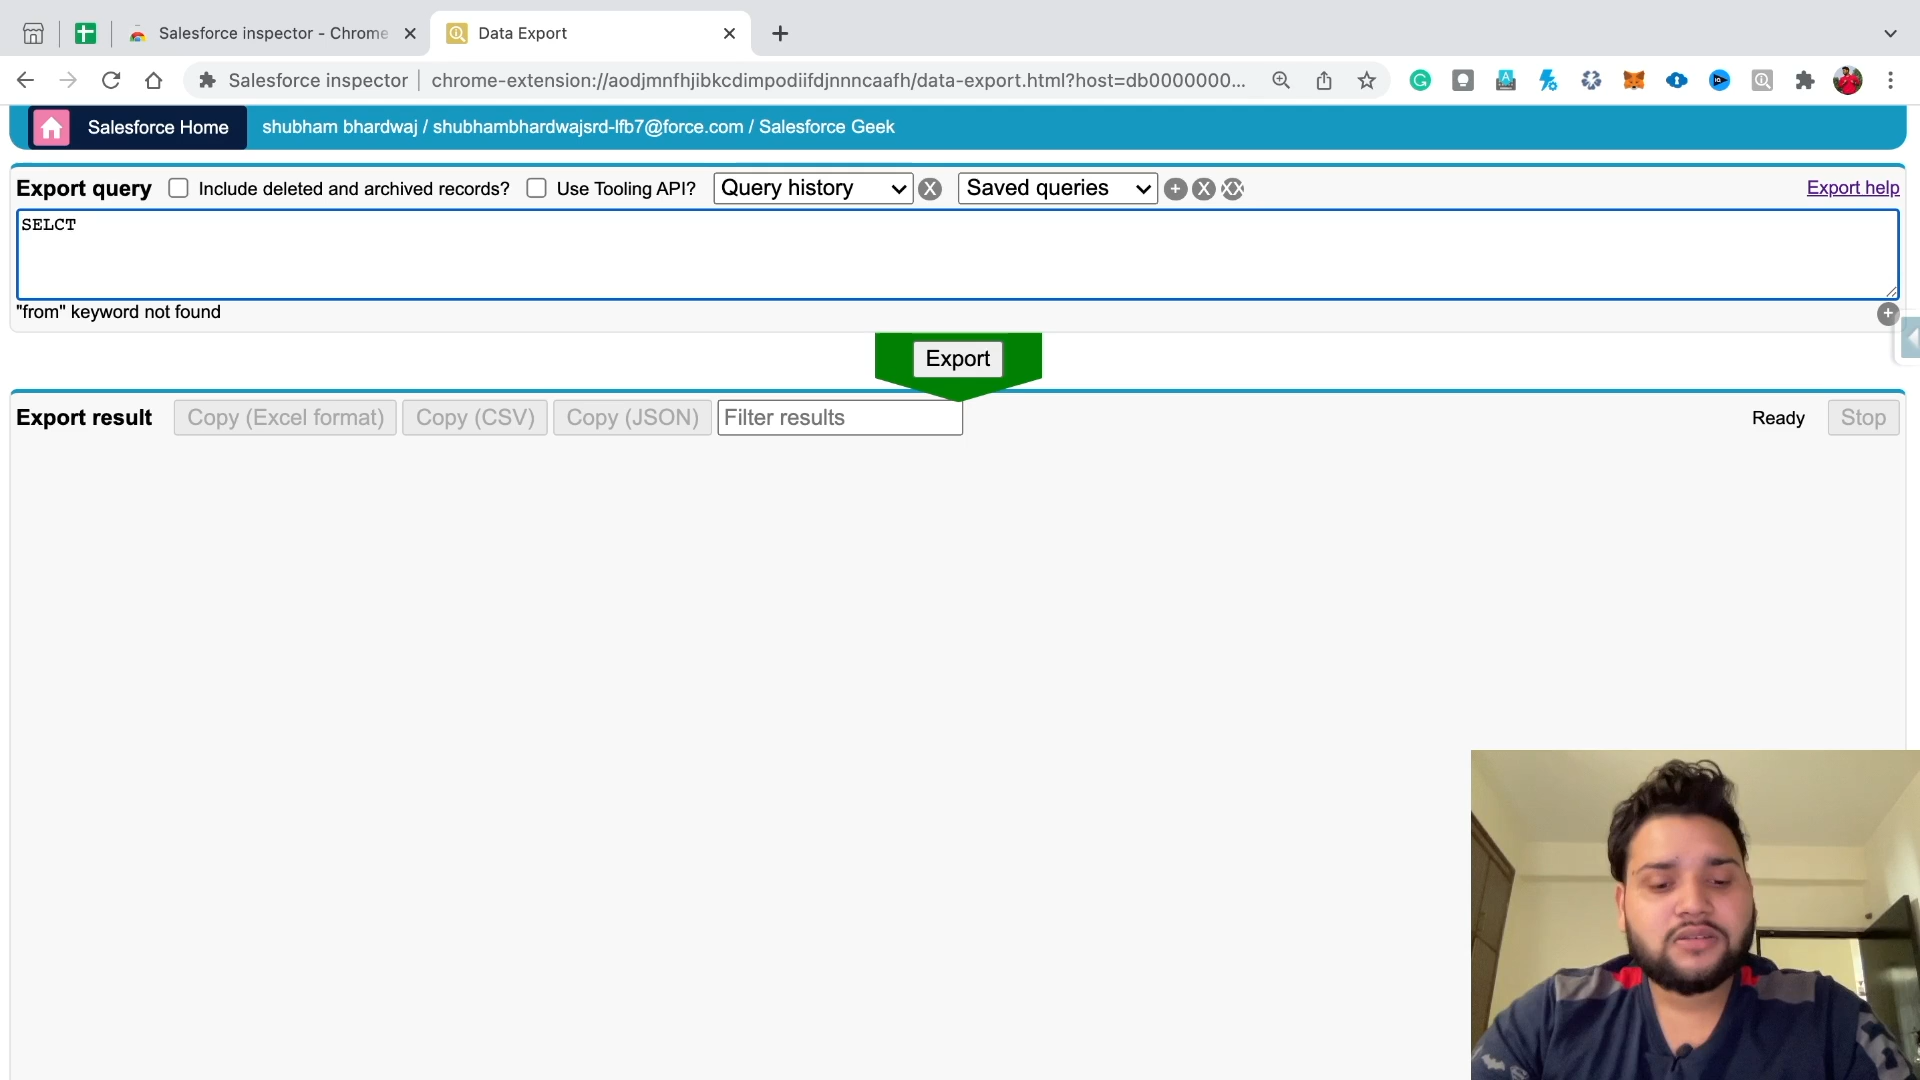 Salesforce inspector - Chrome
Data Export
Salesforce inspector
chrome-extension://aodjmnfhjibkcdimpodiifdjnnncaafh/data-export.html?host=db0000000...
Salesforce Home
shubham bhardwaj / shubhambhardwajsrd-lfb7@force.com / Salesforce Geek
Export query
Include deleted and archived records?
Use Tooling API?
Query history
X
Saved queries
+
X
XX
Export help
SELCT
"from" keyword not found
+
Export
Export result
Copy (Excel format)
Copy (CSV)
Copy (JSON)
Filter results
Ready
Stop